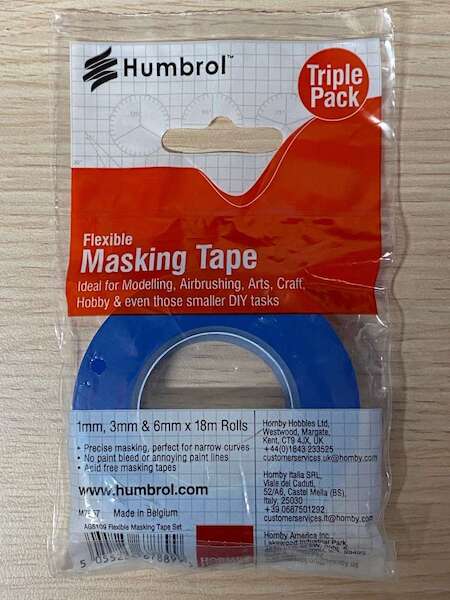 Humbrol™
Triple
Pack
Flexible
Masking Tape
Ideal for Modelling, Airbrushing, Arts, Craft,
Hobby & even those smaller DIY tasks
1mm, 3mm & 6mm x 18m Rolls
• Precise masking, perfect for narrow curves
• No paint bleed or annoying paint lines
• Acid free masking tapes
www.humbrol.com
Made in Belgium
AG5109 Flexible Masking Tape Set
Hornby Hobbies Ltd,
Westwood, Margate,
Kent, CT9 4JX, UK
+44(0)1843 233525
customerservices.uk@hornby.com
Hornby Italia SRL,
Viale dei Caduti,
52/A6, Castel Mella (BS),
Italy, 25030
+39 0687501292
customerservices.it@hornby.com
Hornby America Inc.,